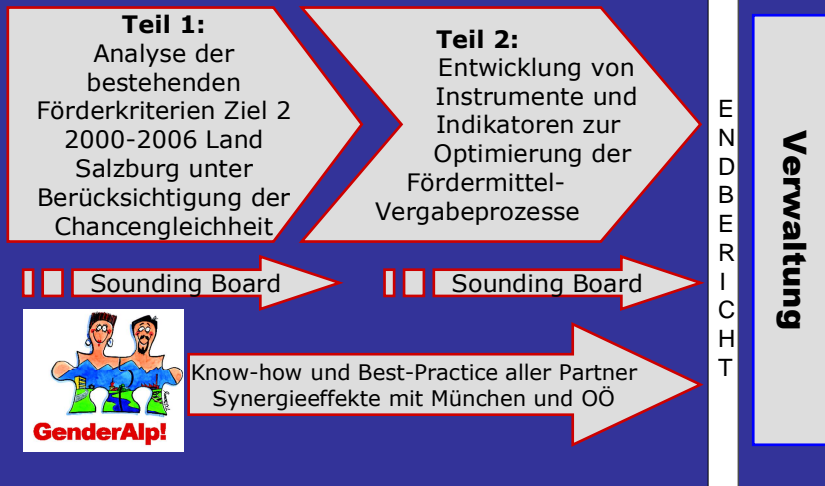 Teil 1:
Analyse der
bestehenden
Förderkriterien Ziel 2
2000-2006 Land
Salzburg unter
Berücksichtigung der
Chancengleichheit
Teil 2:
Entwicklung von
Instrumente und
Indikatoren zur
Optimierung der
Fördermittel-
Vergabeprozesse
Sounding Board
Sounding Board
GenderAlp!
Know-how und Best-Practice aller Partner
Synergieeffekte mit München und OÖ
ENDBERICHT
Verwaltung